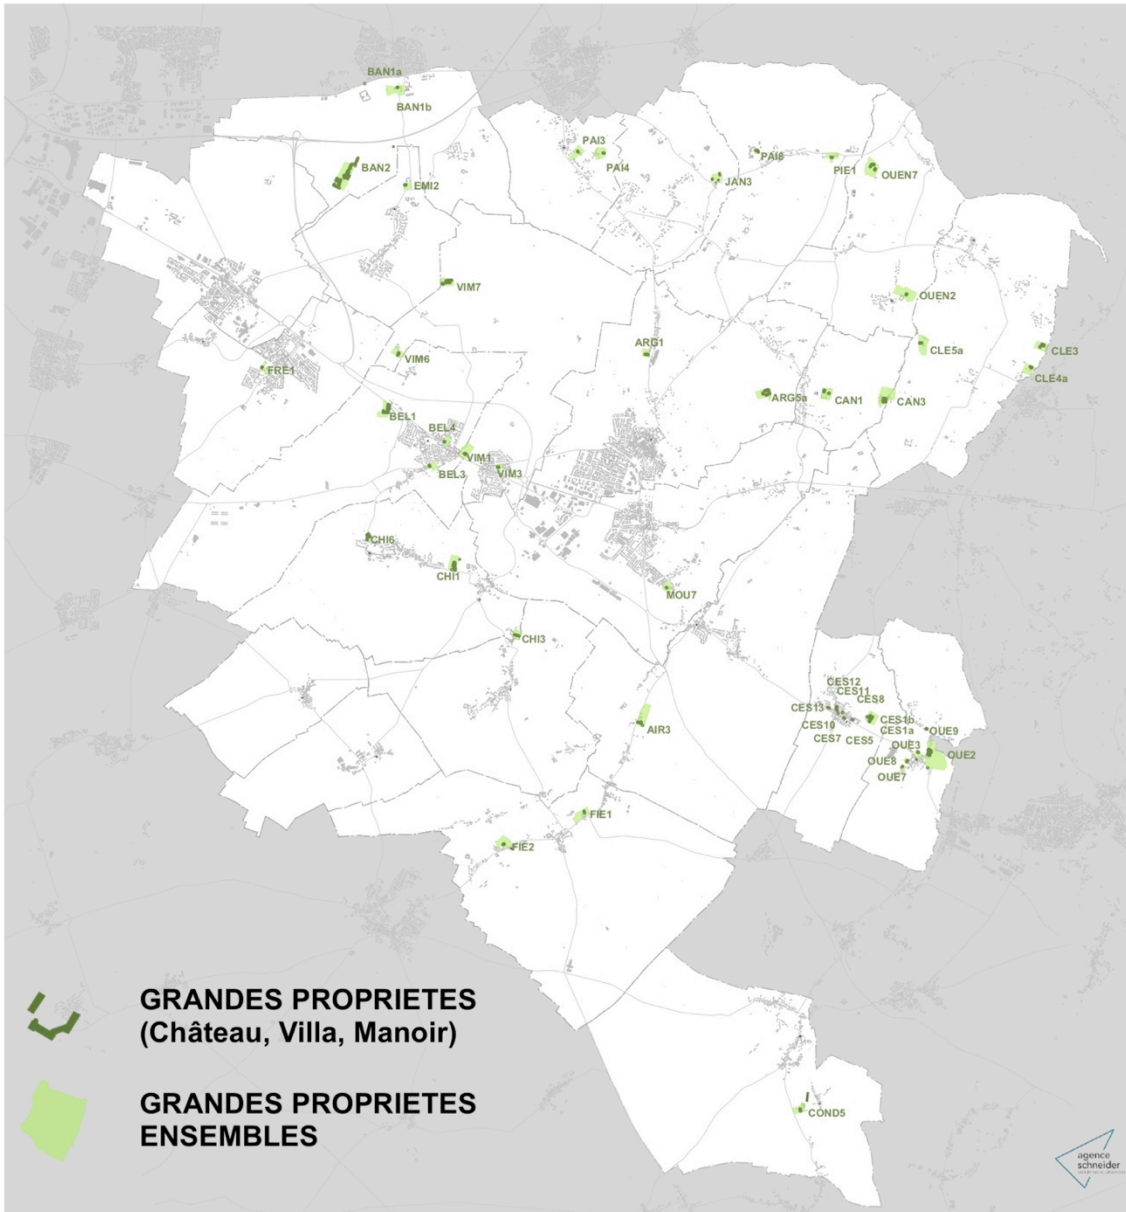 BAN1a
BAN1b
PAI3
PAI4
PAI6
PIE1
BAN2
OUEN7
EMI2
JAN3
VIM7
OUEN2
ARG1
CLE5a
CLE3
VIM6
FRE1
CLE4a
ARG5a
CAN1
CAN3
BEL1
BEL4
VIM1
BEL3
VIM3
CHI6
CHI1
MOU7
CHI3
CES12
CES11
CES8
CES13
CES10
CES1b
CES1a
CES7
CES5
OUE9
AIR3
OUE3
OUE2
OUE8
OUE7
FIE1
FIE2
GRANDES PROPRIETES
(Château, Villa, Manoir)
GRANDES PROPRIETES
ENSEMBLES
COND5
agence
schneider